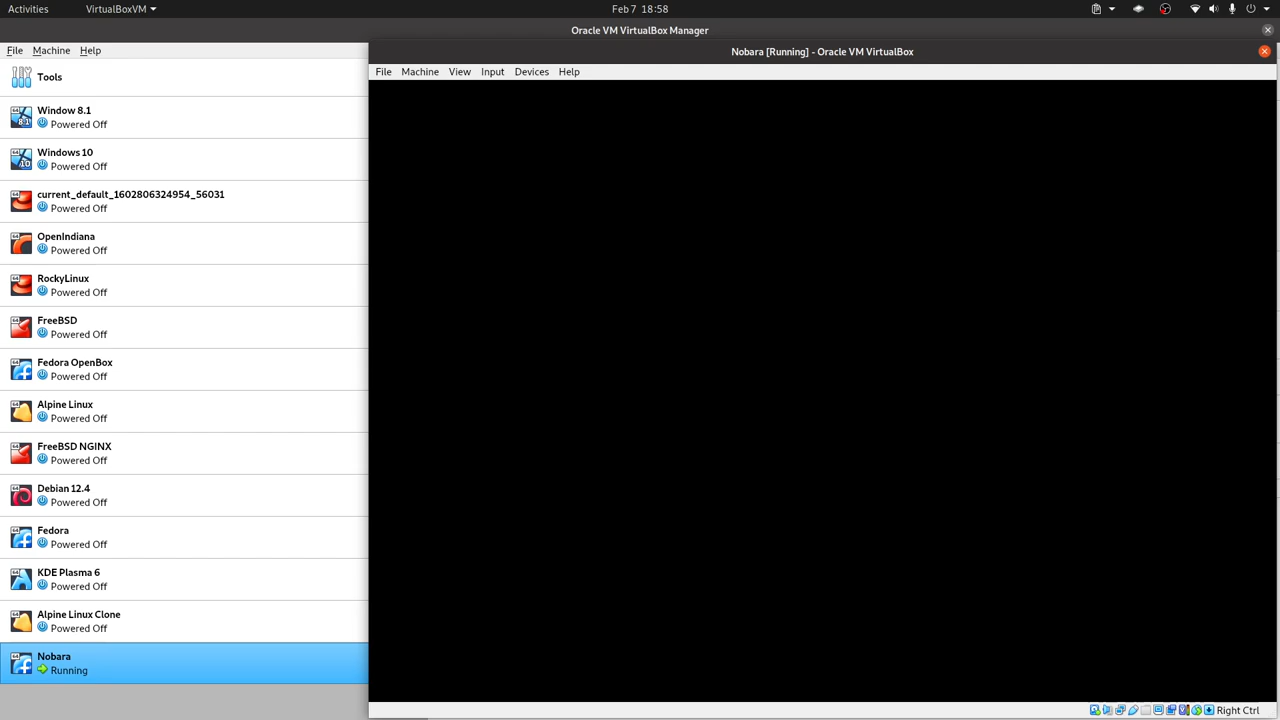 Activities
VirtualBoxVM
Feb 7 18:58
Oracle VM VirtualBox Manager
File Machine Help
Nobara [Running] - Oracle VM VirtualBox
File Machine View Input Devices Help
Tools
Window 8.1
Powered Off
Windows 10
Powered Off
current_default_1602806324954_56031
Powered Off
OpenIndiana
Powered Off
RockyLinux
Powered Off
FreeBSD
Powered Off
Fedora OpenBox
Powered Off
Alpine Linux
Powered Off
FreeBSD NGINX
Powered Off
Debian 12.4
Powered Off
Fedora
Powered Off
KDE Plasma 6
Powered Off
Alpine Linux Clone
Powered Off
Nobara
Running
Right Ctrl